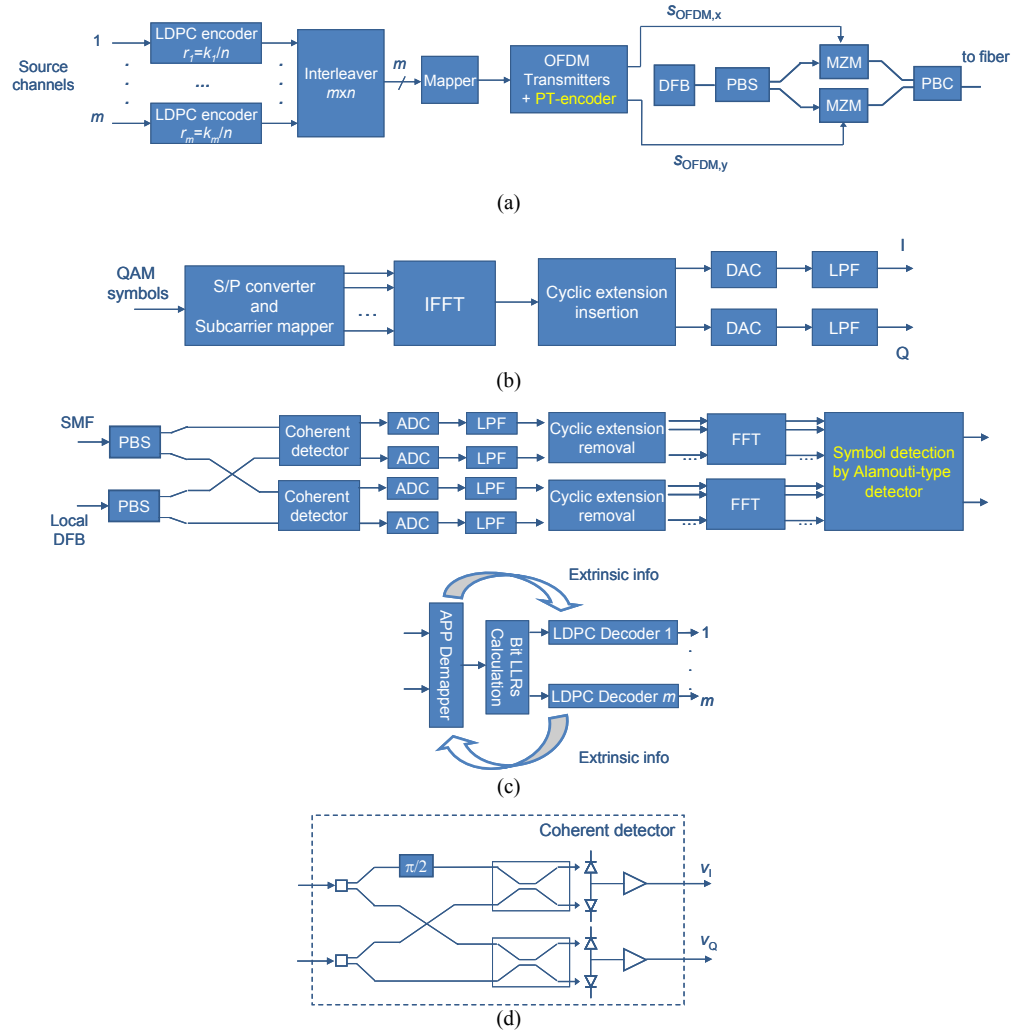 Source
channels
1
m
LDPC encoder
r1=k1/n
...
LDPC encoder
rm=km/n
Interleaver
mxn
m
Mapper
OFDM
Transmitters
+ PT-encoder
sOFDM,x
sOFDM,y
DFB
PBS
MZM
MZM
PBC
to fiber
(a)
QAM
symbols
S/P converter
and
Subcarrier mapper
...
IFFT
Cyclic extension
insertion
DAC
LPF
I
DAC
LPF
Q
(b)
SMF
PBS
PBS
Local
DFB
Coherent
detector
Coherent
detector
ADC
LPF
ADC
LPF
ADC
LPF
ADC
LPF
Cyclic extension
removal
Cyclic extension
removal
...
FFT
...
...
FFT
...
Symbol detection
by Alamouti-type
detector
Extrinsic info
APP Demapper
Bit LLRs
Calculation
LDPC Decoder 1
1
LDPC Decoder m
m
Extrinsic info
(c)
Coherent detector
π/2
vI
vQ
(d)